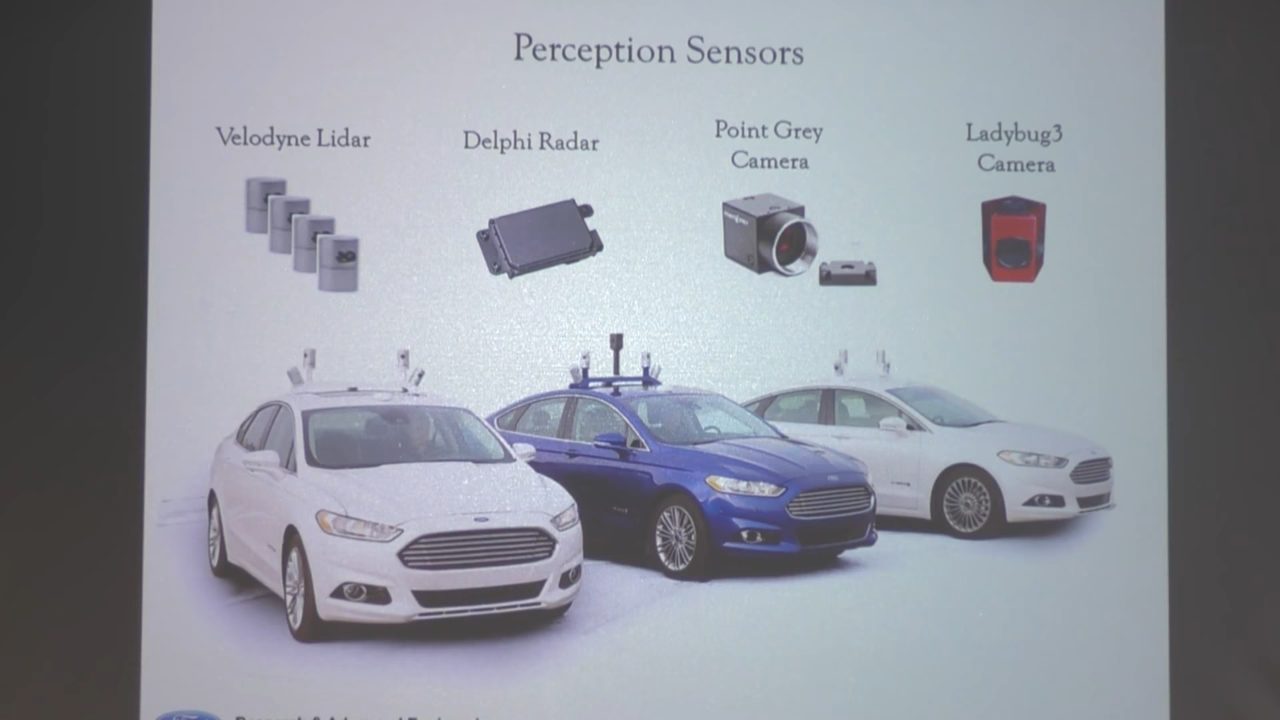 Perception Sensors
Velodyne Lidar
Delphi Radar
Point Grey
Camera
Ladybug3
Camera